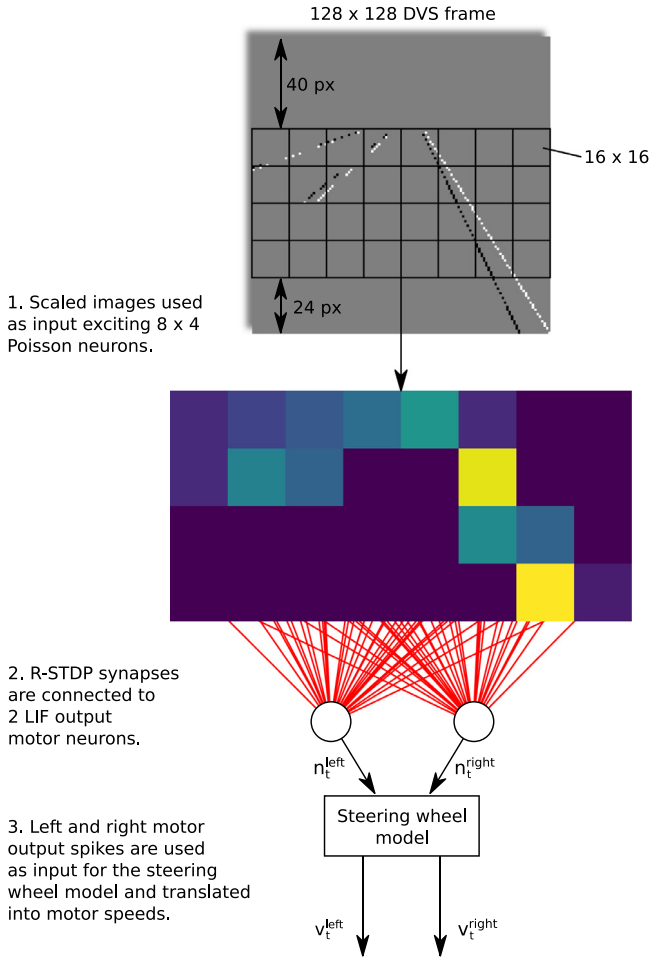 128 x 128 DVS frame
40 px
16 x 16
24 px
1. Scaled images used
as input exciting 8 x 4
Poisson neurons.
2. R-STDP synapses
are connected to
2 LIF output
motor neurons.
n_t^left
n_t^right
3. Left and right motor
output spikes are used
as input for the steering
wheel model and translated
into motor speeds.
Steering wheel
model
v_t^left
v_t^right